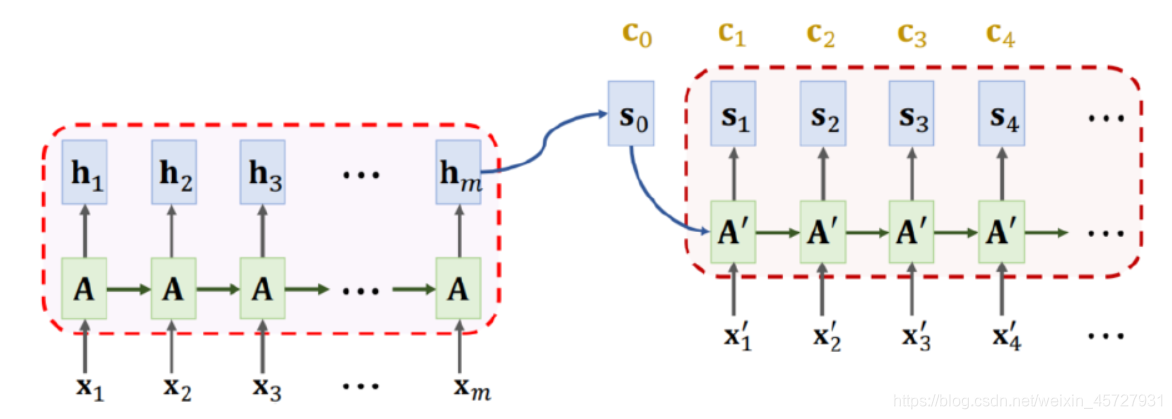 c₀ c₁ c₂ c₃ c₄
s₀ s₁ s₂ s₃ s₄ ···
h₁ h₂ h₃ ··· hₘ
A′ A′ A′ A′ ···
A A A ··· A
x′₁ x′₂ x′₃ x′₄ ···
x₁ x₂ x₃ ··· xₘ
https://blog.csdn.net/weixin_45727931